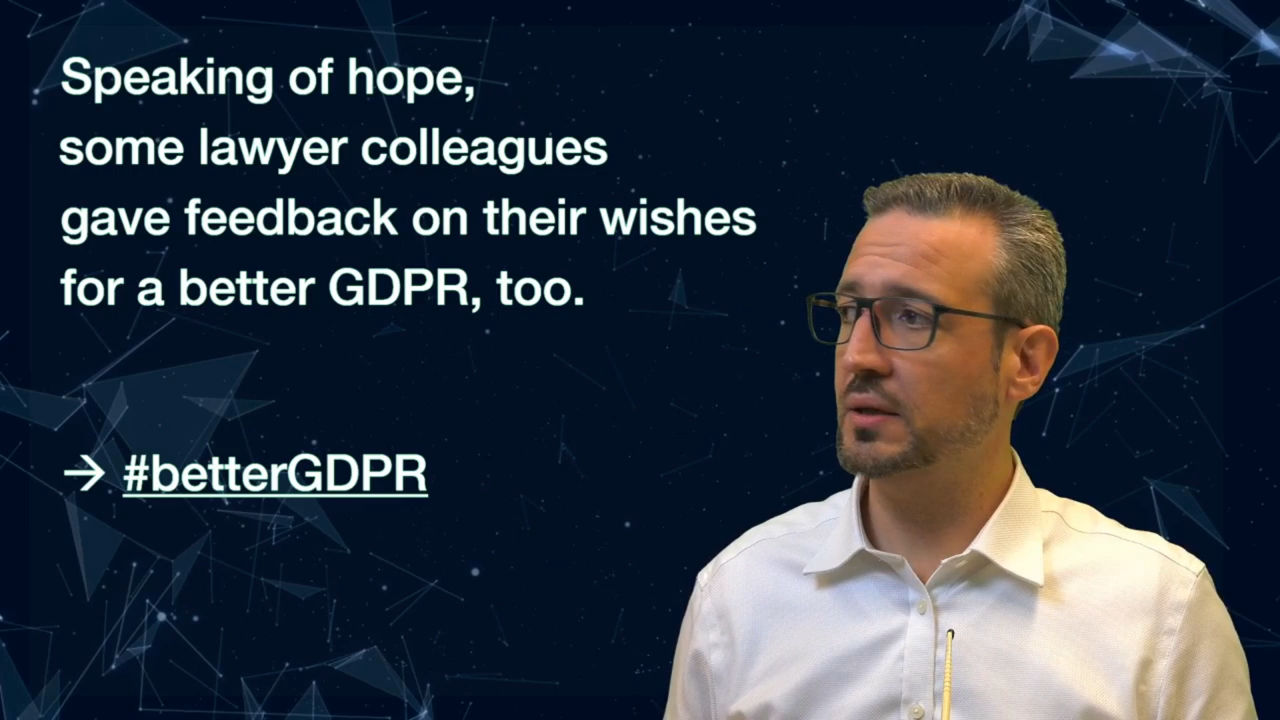 Speaking of hope,
some lawyer colleagues
gave feedback on their wishes
for a better GDPR, too.
→ #betterGDPR